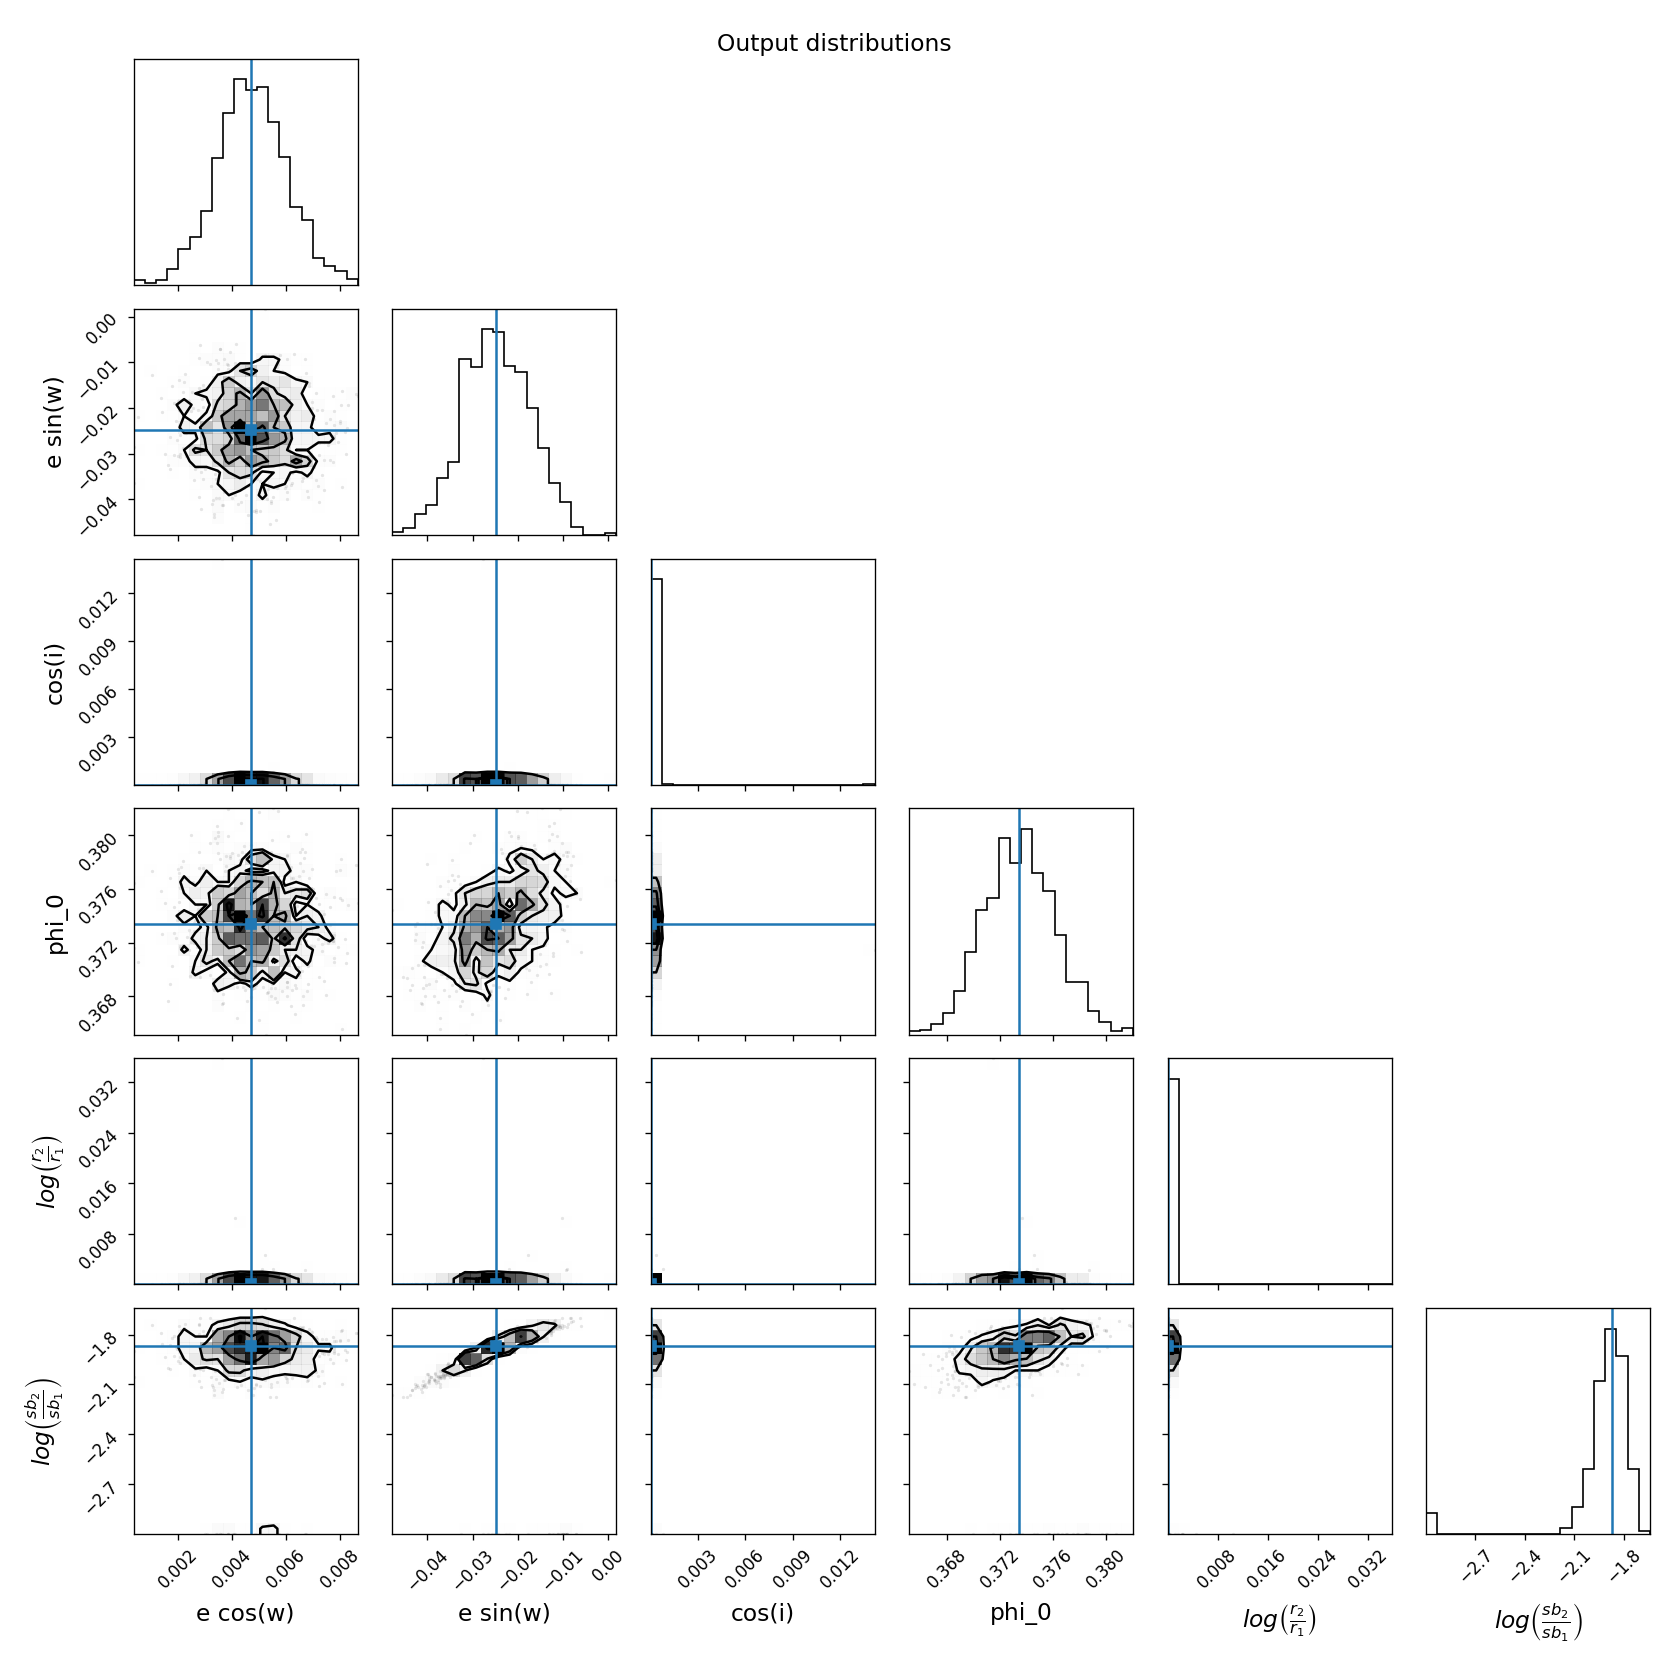 Output distributions
e sin(w)
0.00
−0.01
−0.02
−0.03
−0.04
cos(i)
0.012
0.009
0.006
0.003
phi_0
0.380
0.376
0.372
0.368
log(r₂/r₁)
0.032
0.024
0.016
0.008
log(sb₂/sb₁)
−1.8
−2.1
−2.4
−2.7
0.002 0.004 0.006 0.008 −0.04 −0.03 −0.02 −0.01 0.00 0.003 0.006 0.009 0.012 0.368 0.372 0.376 0.380 0.008 0.016 0.024 0.032 −2.7 −2.4 −2.1 −1.8
e cos(w) e sin(w) cos(i) phi_0 log(r₂/r₁) log(sb₂/sb₁)